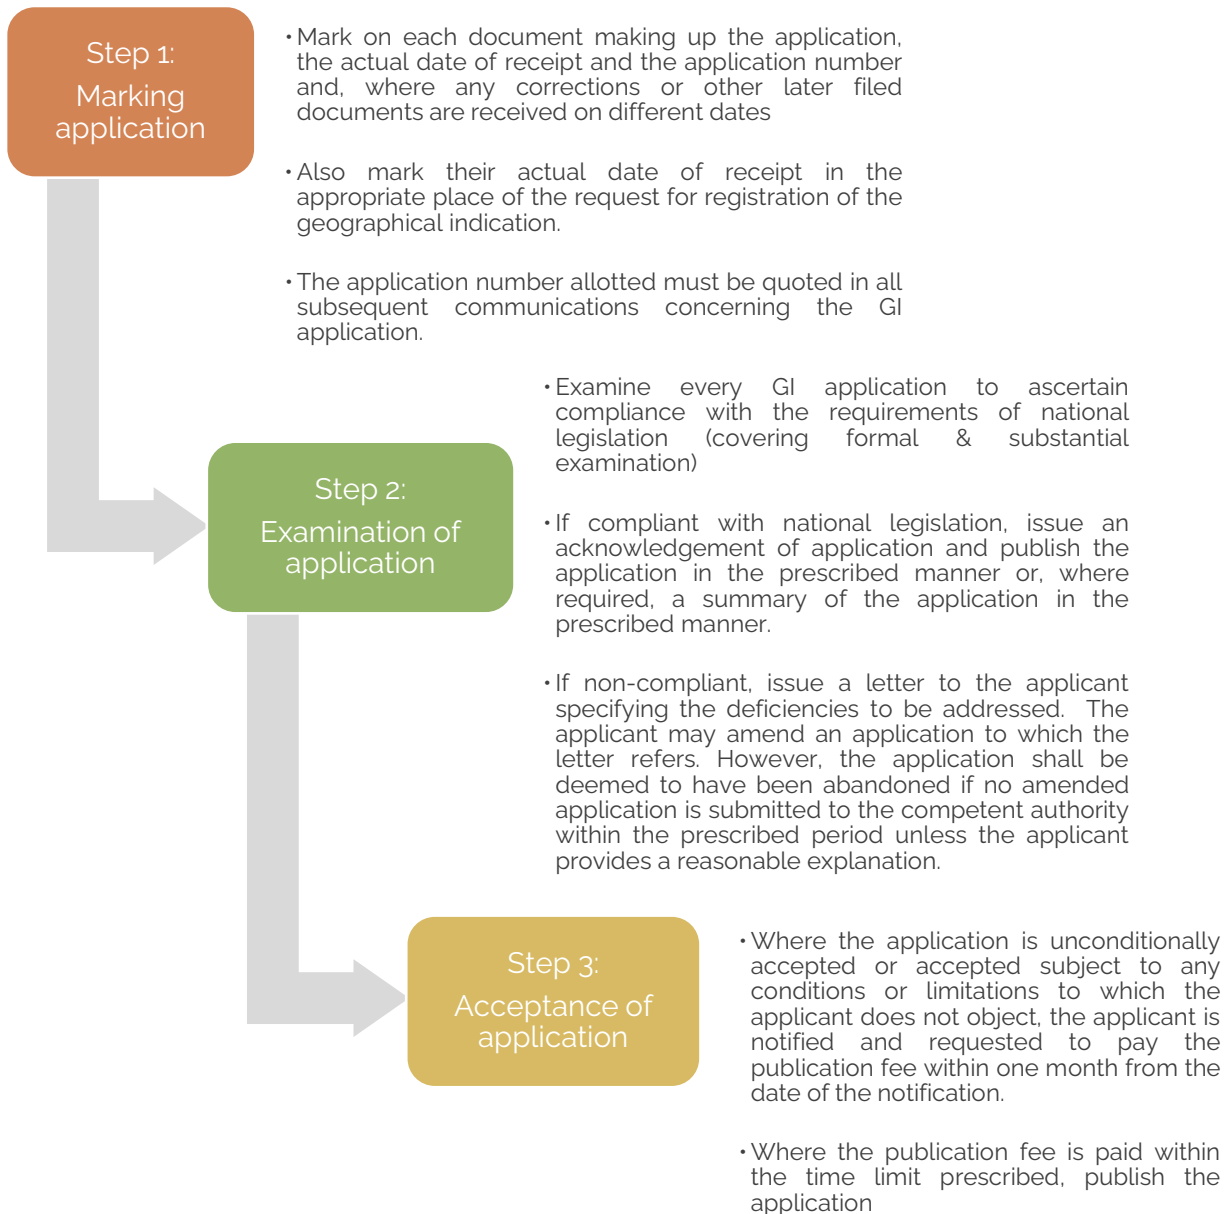 Step 1:
Marking
application
• Mark on each document making up the application,
the actual date of receipt and the application number
and, where any corrections or other later filed
documents are received on different dates
• Also mark their actual date of receipt in the
appropriate place of the request for registration of the
geographical indication.
• The application number allotted must be quoted in all
subsequent communications concerning the GI
application.
Step 2:
Examination of
application
• Examine every GI application to ascertain
compliance with the requirements of national
legislation (covering formal & substantial
examination)
• If compliant with national legislation, issue an
acknowledgement of application and publish the
application in the prescribed manner or, where
required, a summary of the application in the
prescribed manner.
• If non-compliant, issue a letter to the applicant
specifying the deficiencies to be addressed. The
applicant may amend an application to which the
letter refers. However, the application shall be
deemed to have been abandoned if no amended
application is submitted to the competent authority
within the prescribed period unless the applicant
provides a reasonable explanation.
Step 3:
Acceptance of
application
• Where the application is unconditionally
accepted or accepted subject to any
conditions or limitations to which the
applicant does not object, the applicant is
notified and requested to pay the
publication fee within one month from the
date of the notification.
• Where the publication fee is paid within
the time limit prescribed, publish the
application